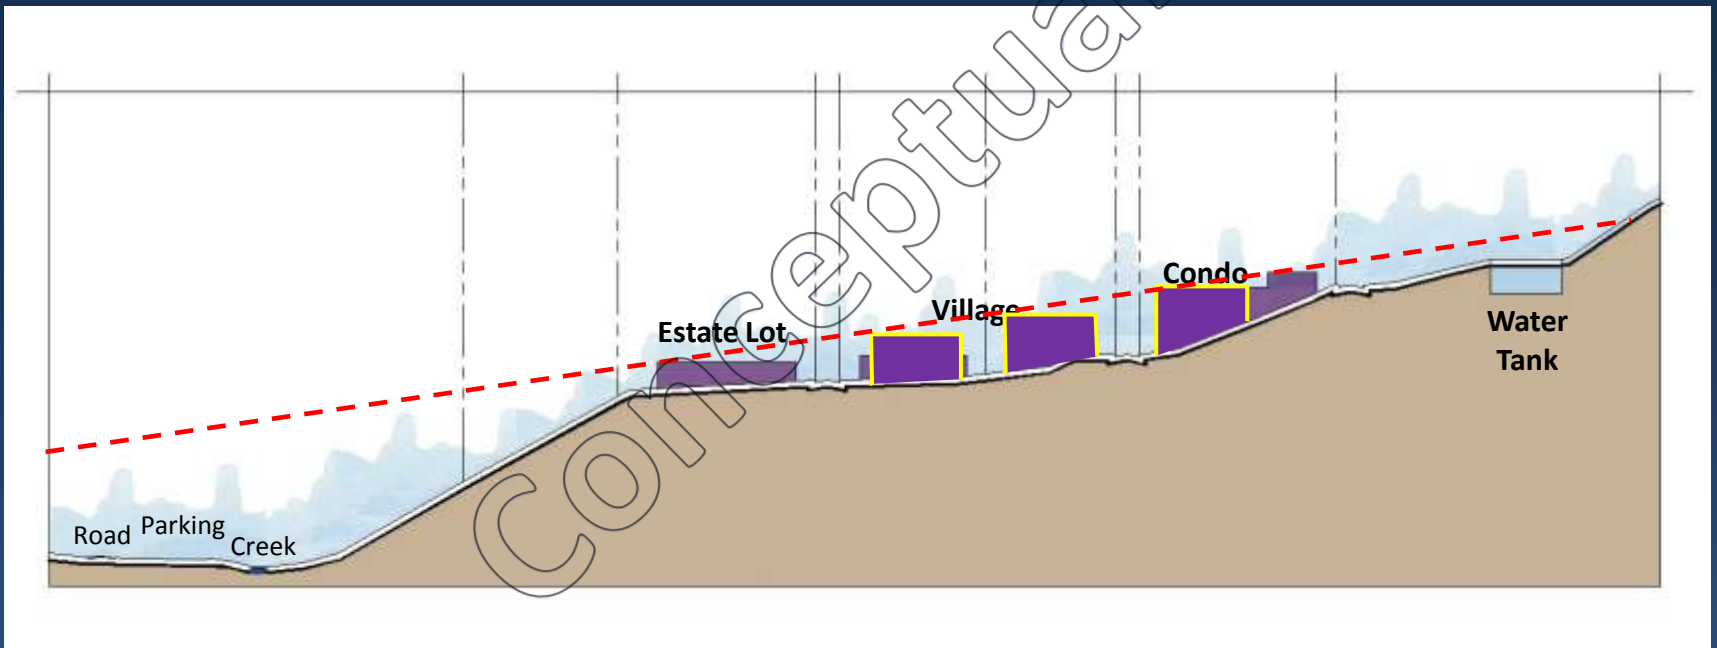 Conceptual
Condo
Village
Estate Lot
Water
Tank
Road
Parking
Creek